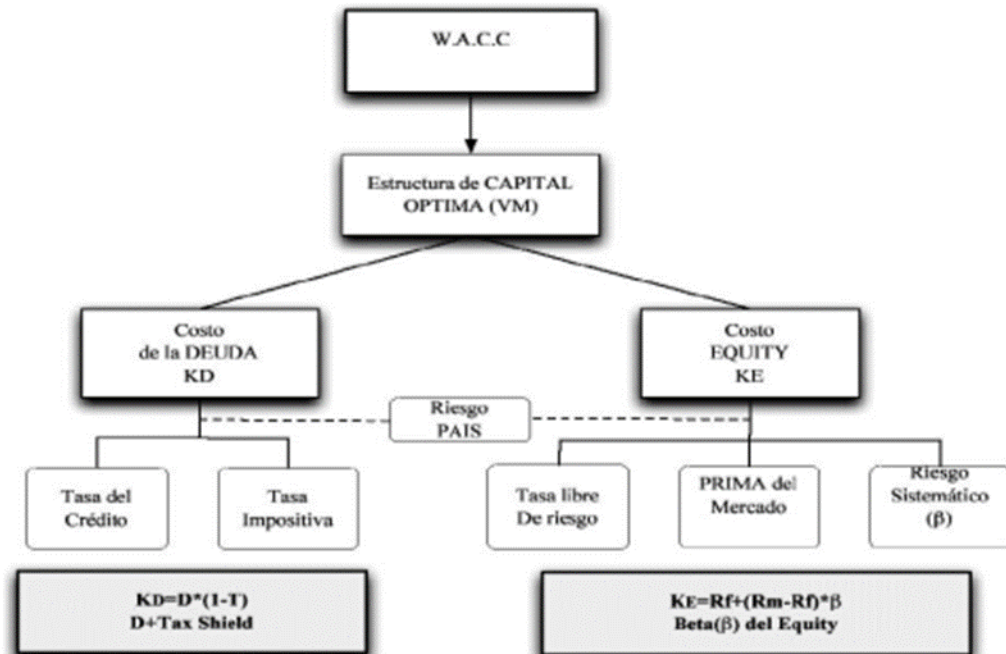 W.A.C.C
Estructura de CAPITAL
OPTIMA (VM)
Costo
de la DEUDA
KD
Costo
EQUITY
KE
Riesgo
PAIS
Tasa del
Crédito
Tasa
Impositiva
Tasa libre
De riesgo
PRIMA del
Mercado
Riesgo
Sistemático
(β)
KD=D*(1-T)
D+Tax Shield
KE=Rf+(Rm-Rf)*β
Beta(β) del Equity